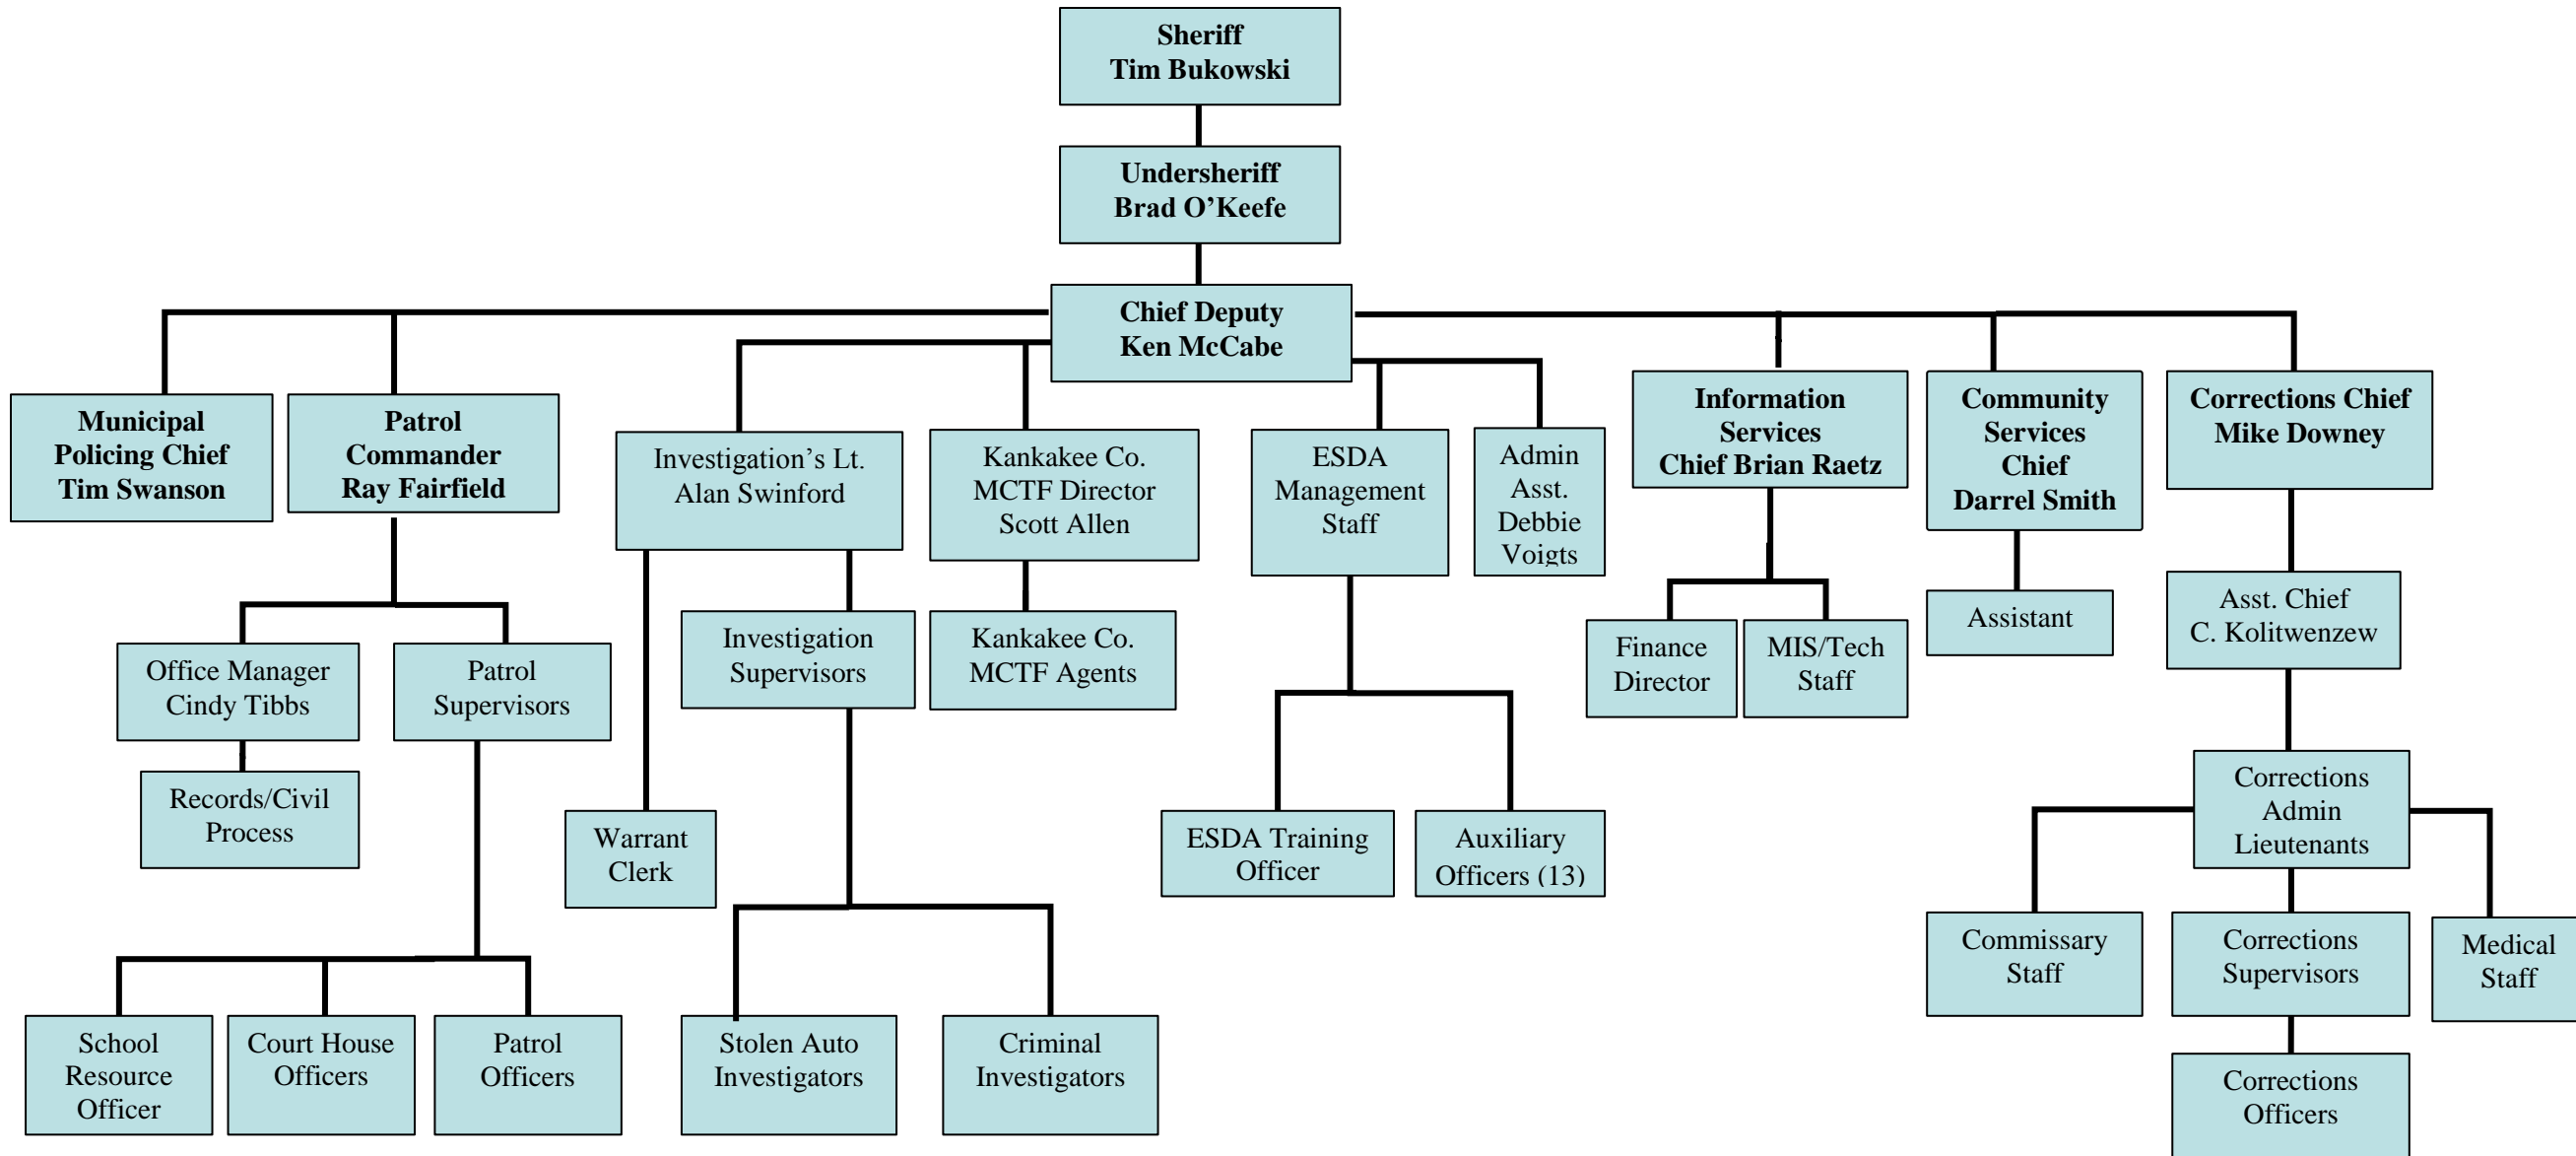 Sheriff
Tim Bukowski
Undersheriff
Brad O’Keefe
Chief Deputy
Ken McCabe
Municipal
Policing Chief
Tim Swanson
Patrol
Commander
Ray Fairfield
Investigation’s Lt.
Alan Swinford
Kankakee Co.
MCTF Director
Scott Allen
ESDA
Management
Staff
Admin
Asst.
Debbie
Voigts
Information
Services
Chief Brian Raetz
Community
Services
Chief
Darrel Smith
Corrections Chief
Mike Downey
Office Manager
Cindy Tibbs
Patrol
Supervisors
Investigation
Supervisors
Kankakee Co.
MCTF Agents
Finance
Director
MIS/Tech
Staff
Assistant
Asst. Chief
C. Kolitwenzew
Records/Civil
Process
Warrant
Clerk
ESDA Training
Officer
Auxiliary
Officers (13)
Corrections
Admin
Lieutenants
Commissary
Staff
Corrections
Supervisors
Medical
Staff
School
Resource
Officer
Court House
Officers
Patrol
Officers
Stolen Auto
Investigators
Criminal
Investigators
Corrections
Officers